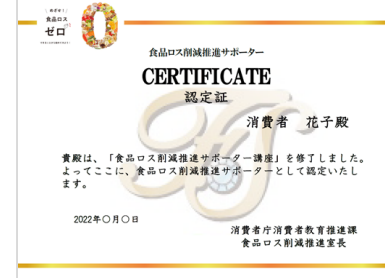 めざせ!
食品ロス
ゼロ
食品ロス削減推進サポーター
CERTIFICATE
認定証
消費者 花子殿
貴殿は、「食品ロス削減推進サポーター講座」を修了しました。
よってここに、食品ロス削減推進サポーターとして認定いたし
ます。
2022年〇月〇日
消費者庁消費者教育推進課
食品ロス削減推進室長